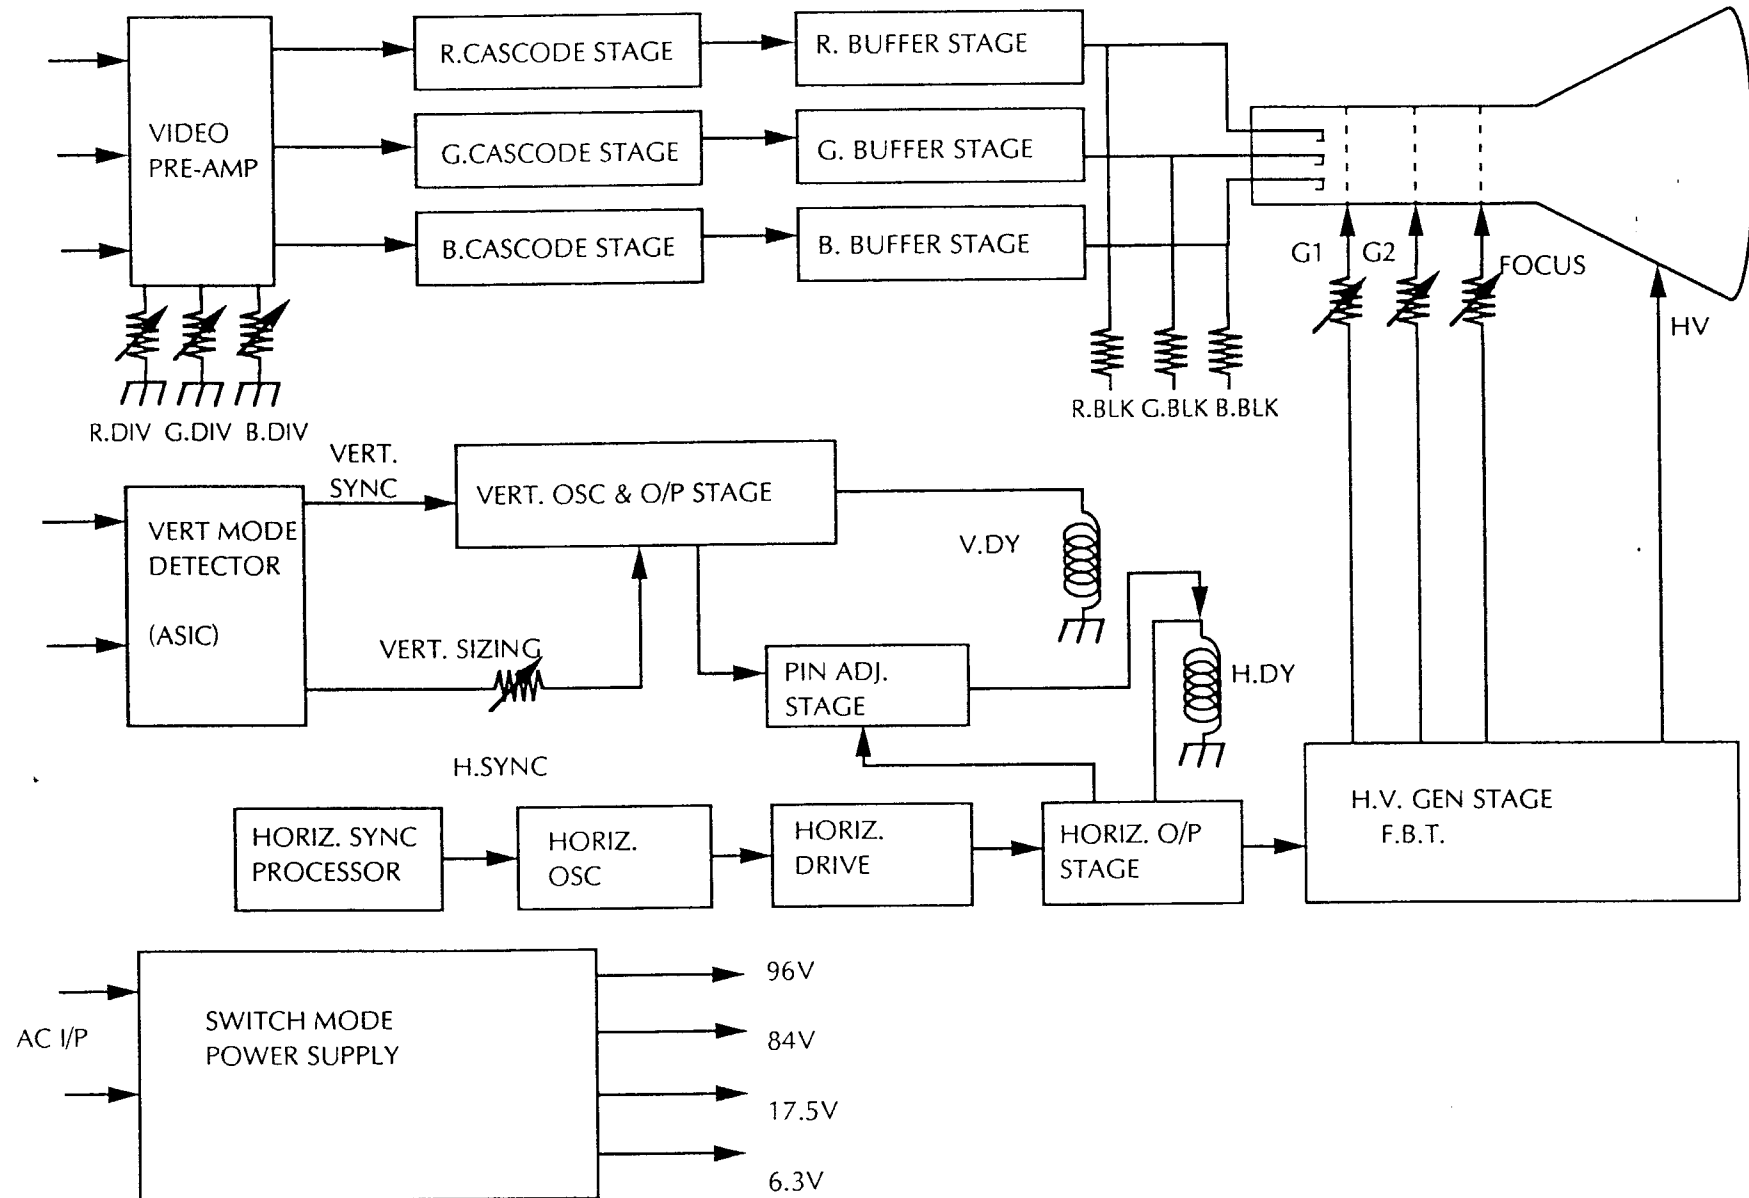 VIDEO
PRE-AMP
R.CASCODE STAGE
R. BUFFER STAGE
G.CASCODE STAGE
G. BUFFER STAGE
B.CASCODE STAGE
B. BUFFER STAGE
G1
G2
FOCUS
HV
R.DIV G.DIV B.DIV
R.BLK G.BLK B.BLK
VERT.
SYNC
VERT MODE
DETECTOR
(ASIC)
VERT. OSC & O/P STAGE
V.DY
VERT. SIZING
PIN ADJ.
STAGE
H.DY
H.SYNC
HORIZ. SYNC
PROCESSOR
HORIZ.
OSC
HORIZ.
DRIVE
HORIZ. O/P
STAGE
H.V. GEN STAGE
F.B.T.
AC I/P
SWITCH MODE
POWER SUPPLY
96V
84V
17.5V
6.3V